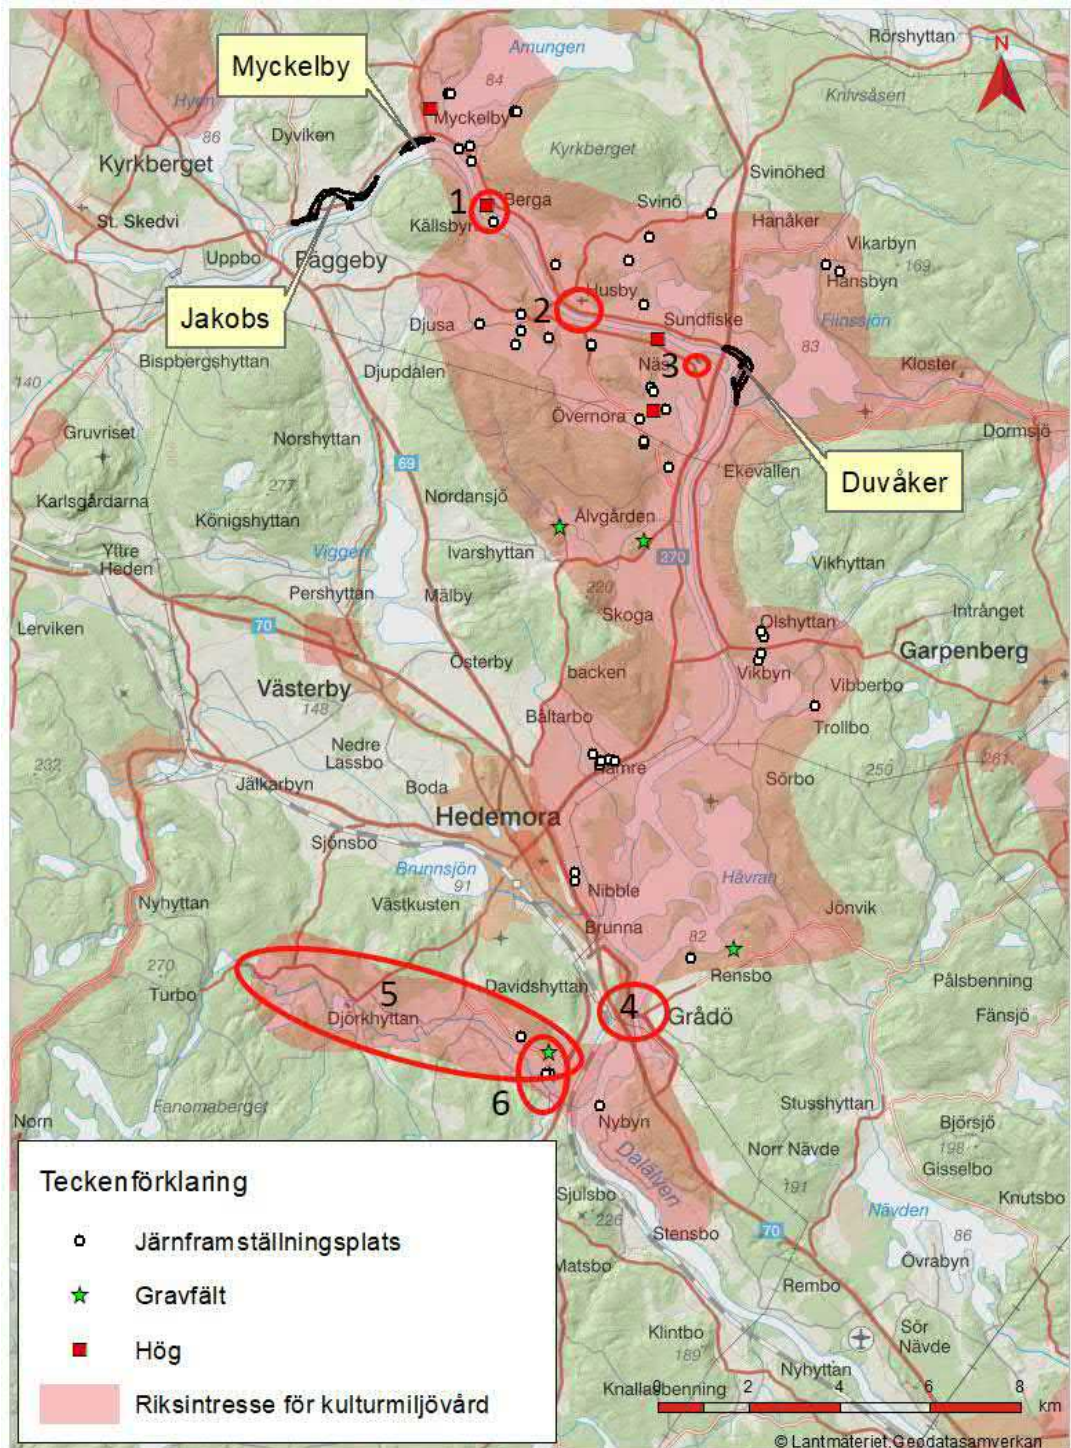 Amungen
Rörshyttan
N
Myckelby
84
Knivsåsen
Hyen
Myckelby
86
Dyviken
Kyrkberget
Kyrkberget
Svinöhed
1
Berga
Svinö
St. Skedvi
Källsbyn
Hanåker
Vikarbyn
Uppbo
Fäggeby
169
Hansbyn
Husby
2
Jakobs
Djusa
Sundfiske
Finnsjön
83
Bispbergshyttan
Näs
3
Kloster
140
Djupdalen
Övernora
Gruvriset
Norshyttan
Dormsjö
69
Ekevallen
277
Duvåker
Karlsgårdarna
Nordansjö
Königshyttan
Älvgården
Yttre
Heden
Viggen
Ivarshyttan
270
Vikhyttan
220
Pershyttan
Mälby
Skoga
Intrånget
Lerviken
70
Olshyttan
Garpenberg
Österby
backen
Vikbyn
Västerby
Vibberbo
148
Båltarbo
Trollbo
Nedre
Lassbo
232
Hamre
261
Jälkarbyn
Boda
Sörbo
250
Hedemora
Sjönsbo
Brunnsjön
91
Hävran
Nyhyttan
Västkusten
Nibble
Jönvik
Brunna
82
270
Rensbo
Pålsbenning
Turbo
5
Davidshyttan
4
Grådö
Fänsjö
Djörkhyttan
6
Fanomaberget
Stusshyttan
Norn
Nybyn
Björsjö
Norr Nävde
198
Gisselbo
Dalälven
191
Knutsbo
Teckenförklaring
Sjulsbo
Nävden
226
Stensbo
70
86
Järnframställningsplats
Matsbo
Övrabyn
Rembo
Gravfält
Sör
Nävde
Klintbo
189
Hög
Nyhyttan
Knallasbenning
0 2 4 6 8
Riksintresse för kulturmiljövård
km
© Lantmäteriet Geodatasamverkan